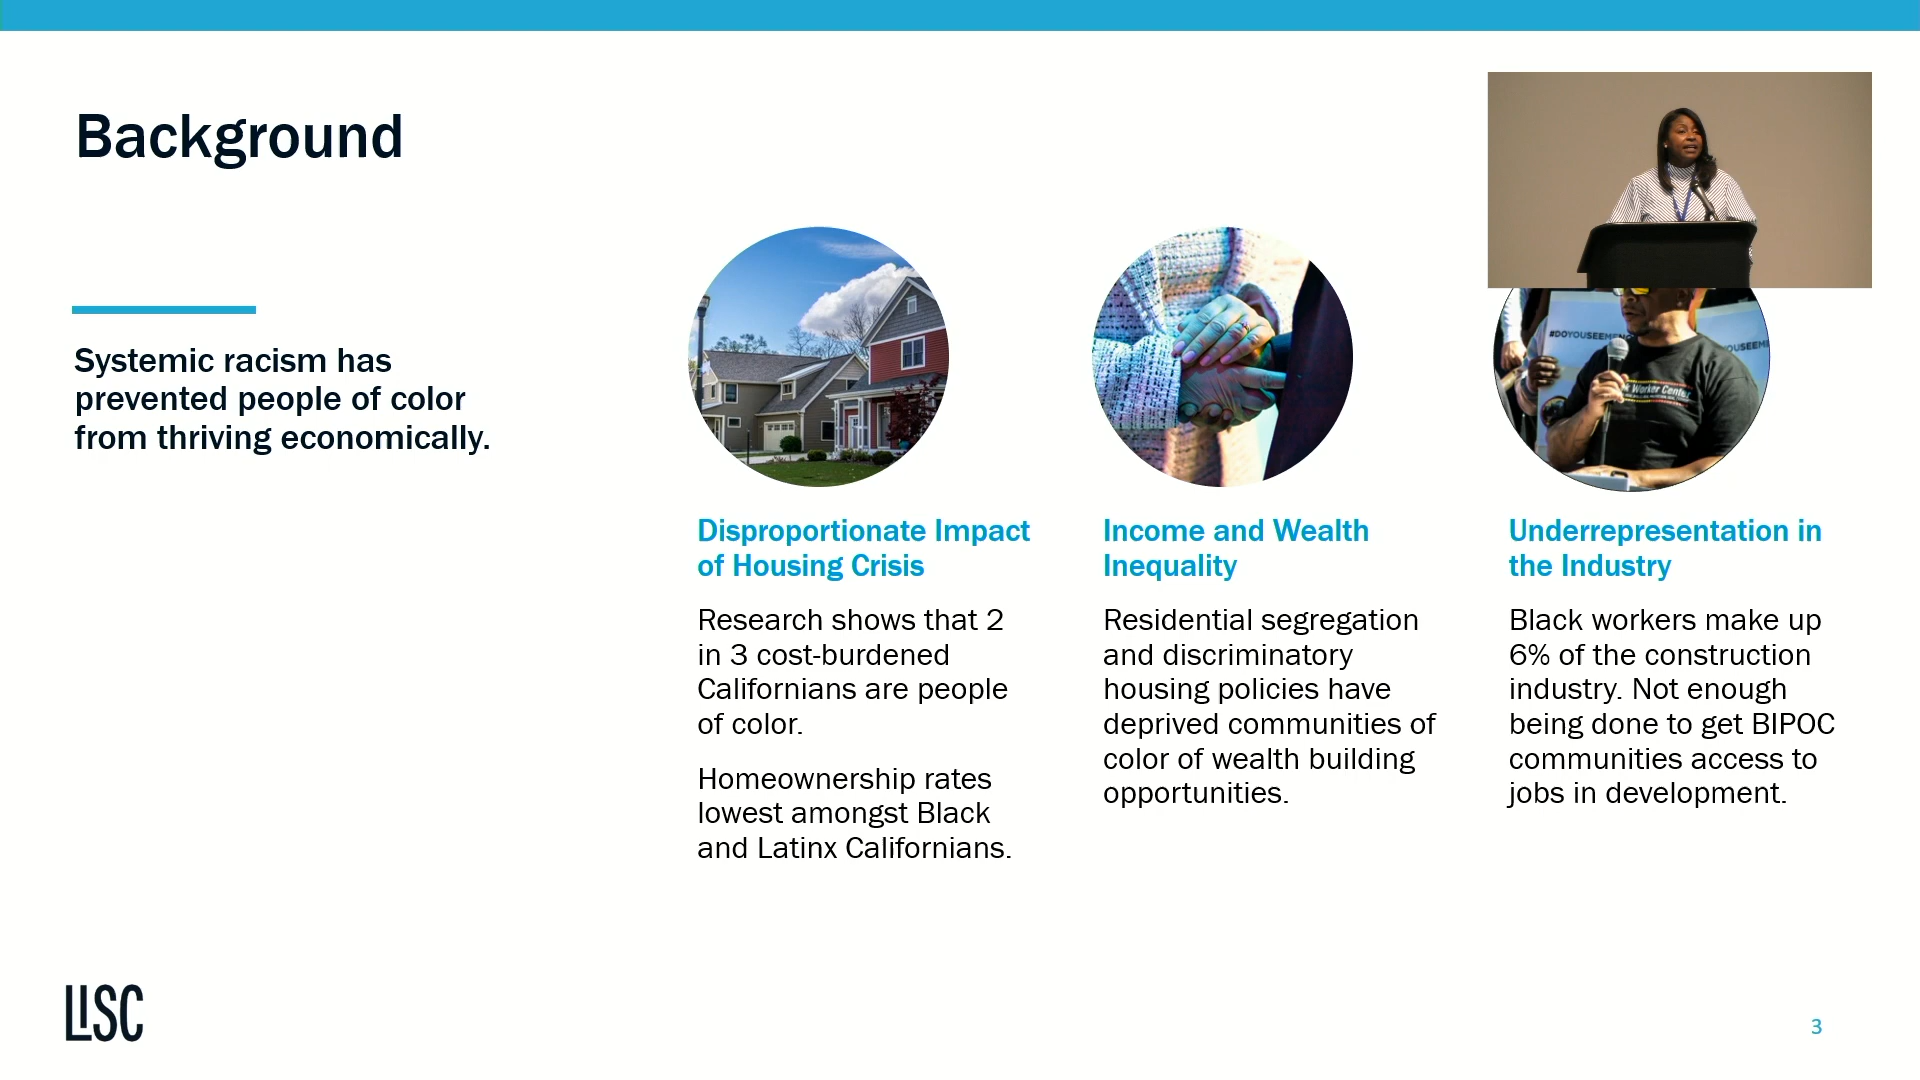 Background
Systemic racism has
prevented people of color
from thriving economically.
#DOYOUSEEME
YOUSEEM
k Worker Center
Disproportionate Impact
of Housing Crisis
Research shows that 2
in 3 cost-burdened
Californians are people
of color.
Homeownership rates
lowest amongst Black
and Latinx Californians.
Income and Wealth
Inequality
Residential segregation
and discriminatory
housing policies have
deprived communities of
color of wealth building
opportunities.
Underrepresentation in
the Industry
Black workers make up
6% of the construction
industry. Not enough
being done to get BIPOC
communities access to
jobs in development.
LISC
3